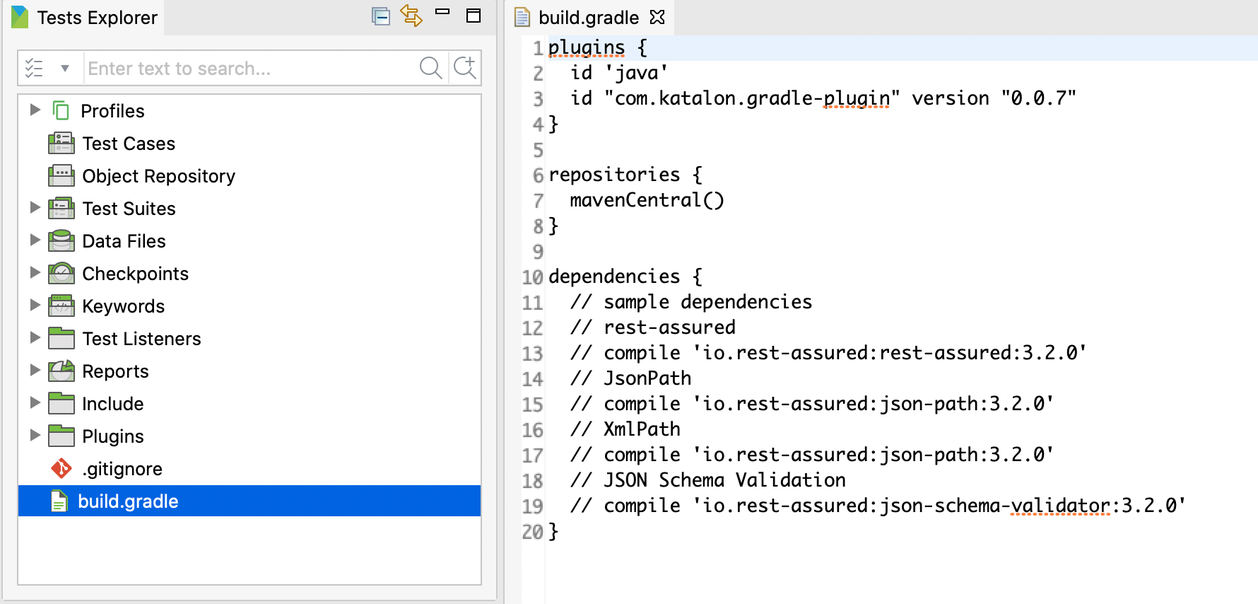 Tests Explorer
Enter text to search...
Profiles
Test Cases
Object Repository
Test Suites
Data Files
Checkpoints
Keywords
Test Listeners
Reports
Include
Plugins
.gitignore
build.gradle
build.gradle
1 plugins {
2   id 'java'
3   id "com.katalon.gradle-plugin" version "0.0.7"
4 }
5
6 repositories {
7   mavenCentral()
8 }
9
10 dependencies {
11   // sample dependencies
12   // rest-assured
13   // compile 'io.rest-assured:rest-assured:3.2.0'
14   // JsonPath
15   // compile 'io.rest-assured:json-path:3.2.0'
16   // XmlPath
17   // compile 'io.rest-assured:json-path:3.2.0'
18   // JSON Schema Validation
19   // compile 'io.rest-assured:json-schema-validator:3.2.0'
20 }